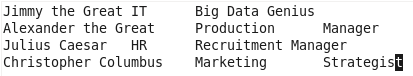 Jimmy the Great	IT	Big Data Genius
Alexander the Great	Production	Manager
Julius Caesar	HR	Recruitment Manager
Christopher Columbus	Marketing	Strategist